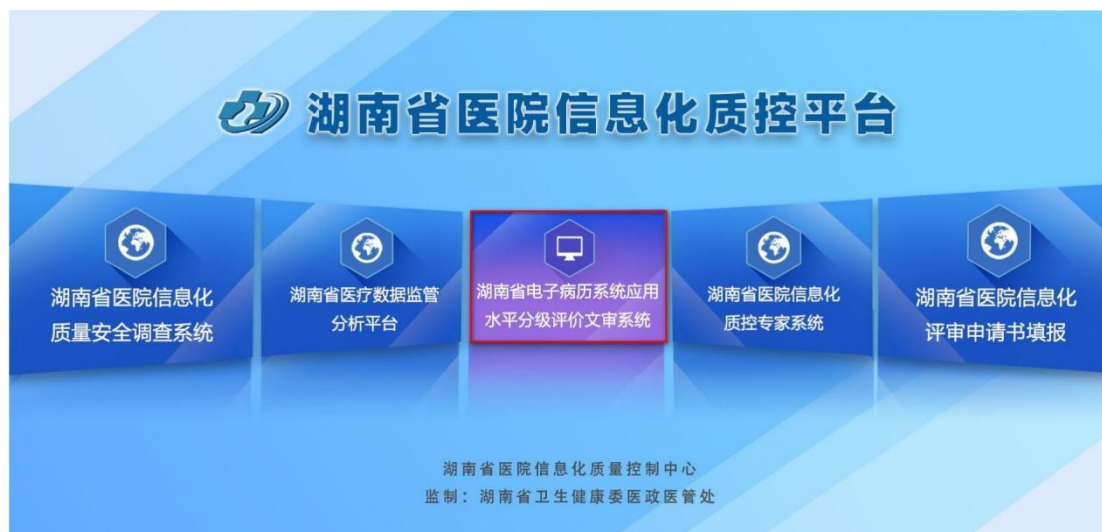 湖南省医院信息化质控平台
湖南省医院信息化
质量安全调查系统
湖南省医疗数据监管
分析平台
湖南省电子病历系统应用
水平分级评价文审系统
湖南省医院信息化
质控专家系统
湖南省医院信息化
评审申请书填报
湖南省医院信息化质量控制中心
监制：湖南省卫生健康委医政医管处